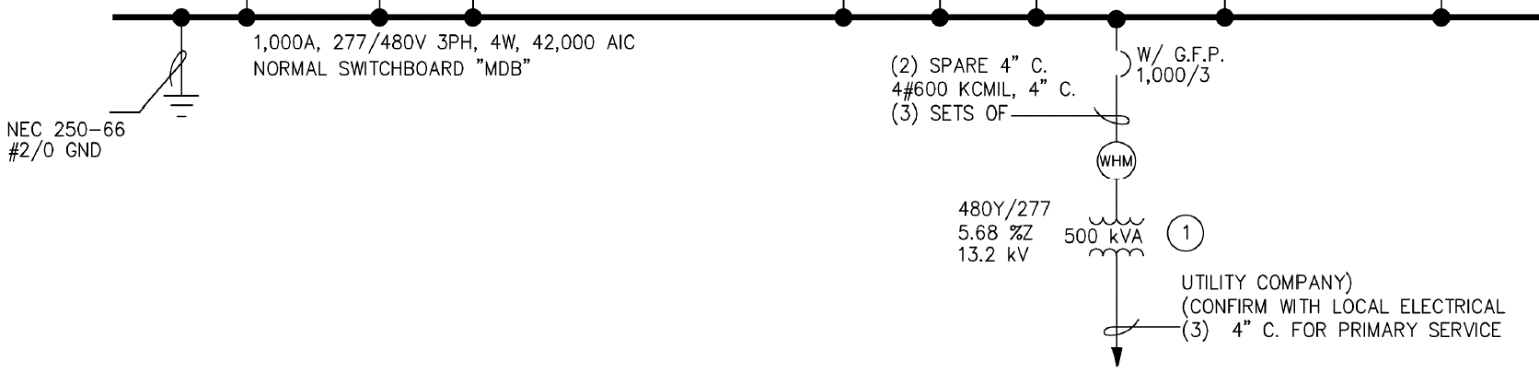 1,000A, 277/480V 3PH, 4W, 42,000 AIC
NORMAL SWITCHBOARD "MDB"
NEC 250-66
#2/0 GND
(2) SPARE 4" C.
4#600 KCMIL, 4" C.
(3) SETS OF
W/ G.F.P.
1,000/3
WHM
480Y/277
5.68 %Z
13.2 kV
500 kVA
1
UTILITY COMPANY)
(CONFIRM WITH LOCAL ELECTRICAL
(3) 4" C. FOR PRIMARY SERVICE